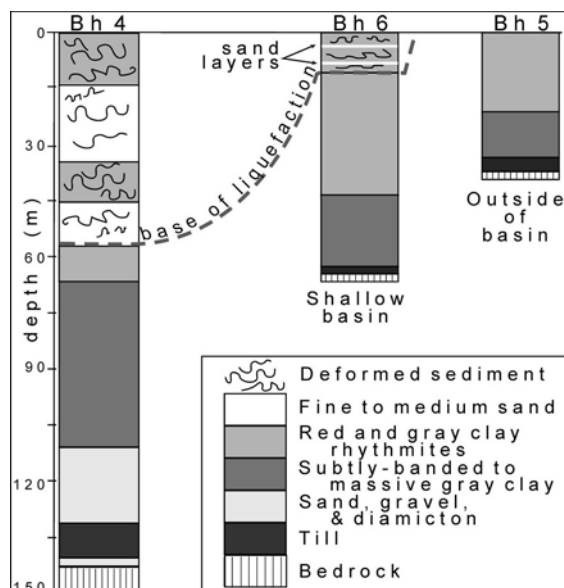 Bh 4
Bh 6
Bh 5
0
30
60
90
120
150
depth (m)
sand
layers
base of liquefaction
Shallow
basin
Outside
of
basin
Deformed sediment
Fine to medium sand
Red and gray clay
rhythmites
Subtly-banded to
massive gray clay
Sand, gravel,
& diamicton
Till
Bedrock